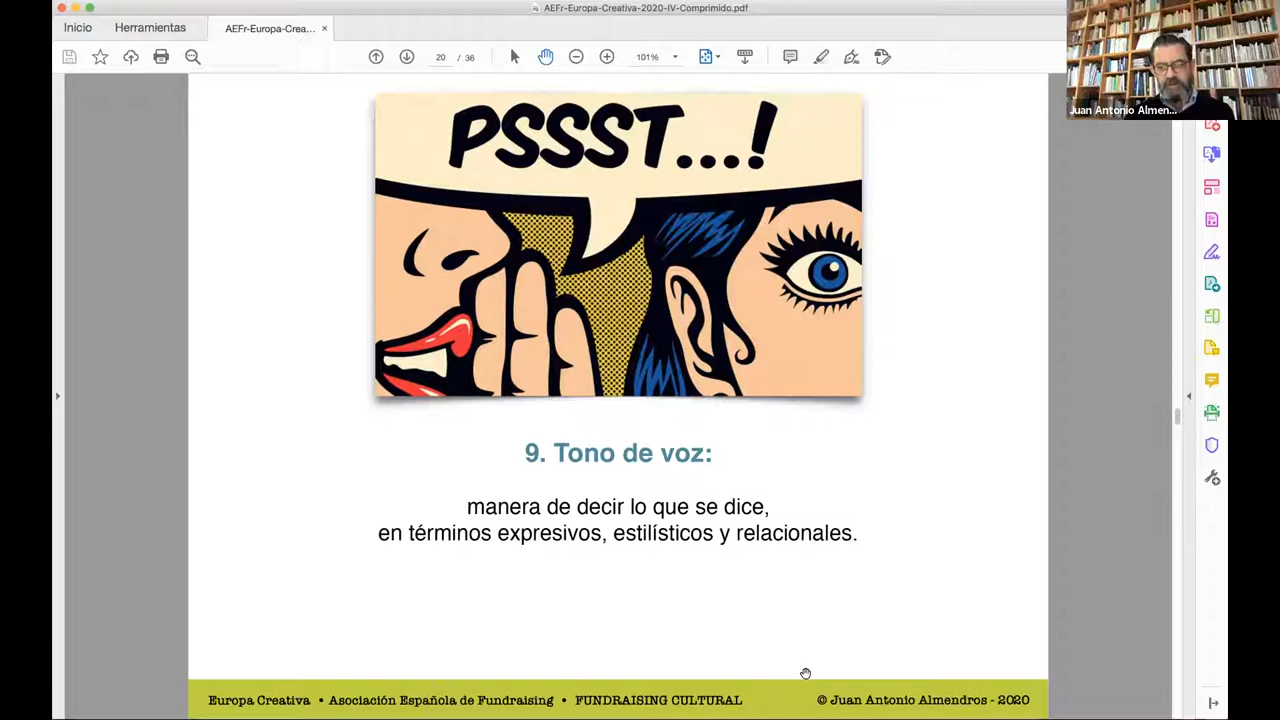 AEFr-Europa-Creativa-2020-IV-Comprimido.pdf
Inicio
Herramientas
AEFr-Europa-Crea... ×
20 / 36
101%
Juan Antonio Almen...
PSSST...!
9. Tono de voz:
manera de decir lo que se dice,
en términos expresivos, estilísticos y relacionales.
Europa Creativa • Asociación Española de Fundraising • FUNDRAISING CULTURAL
© Juan Antonio Almendros - 2020